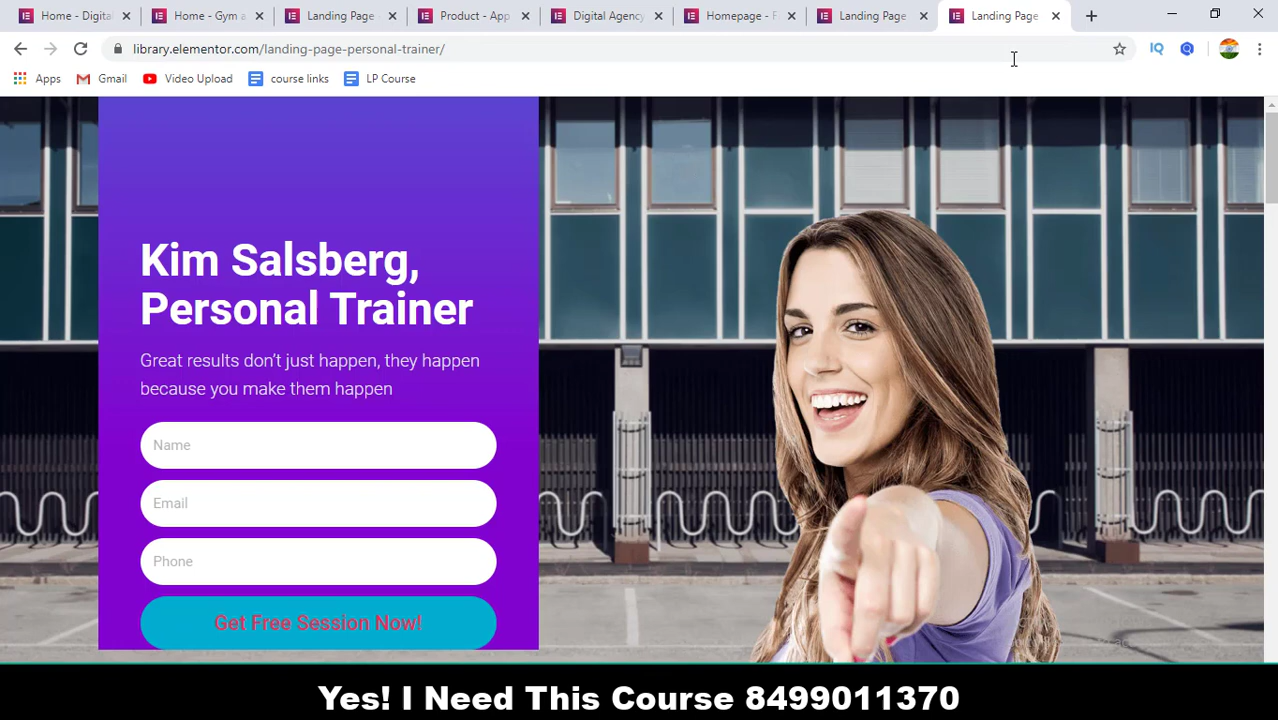 Home - Digital
Home - Gym a
Landing Page -
Product - App
Digital Agency
Homepage - F
Landing Page
Landing Page
library.elementor.com/landing-page-personal-trainer/
Apps
Gmail
Video Upload
course links
LP Course
Kim Salsberg,
Personal Trainer
Great results don't just happen, they happen
because you make them happen
Name
Email
Phone
Get Free Session Now!
Yes! I Need This Course 8499011370